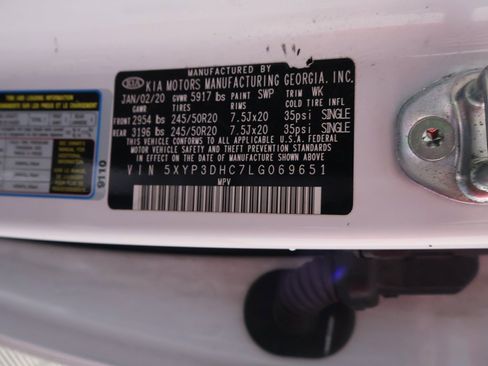 MANUFACTURED BY
KIA KIA MOTORS MANUFACTURING GEORGIA, INC.
JAN/02/20 GVWR 5917 lbs PAINT SWP TRIM WK
GAWR TIRES RIMS COLD TIRE INFL
FRONT 2954 lbs 245/50R20 7.5Jx20 35psi SINGLE
REAR 3196 lbs 245/50R20 7.5Jx20 35psi SINGLE
THIS VEHICLE CONFORMS TO ALL APPLICABLE U.S.A. FEDERAL
MOTOR VEHICLE SAFETY AND THEFT PREVENTION STANDARDS
IN EFFECT ON THE DATE OF MANUFACTURE SHOWN ABOVE.
VIN 5XYP3DHC7LG069651
MPV
9110